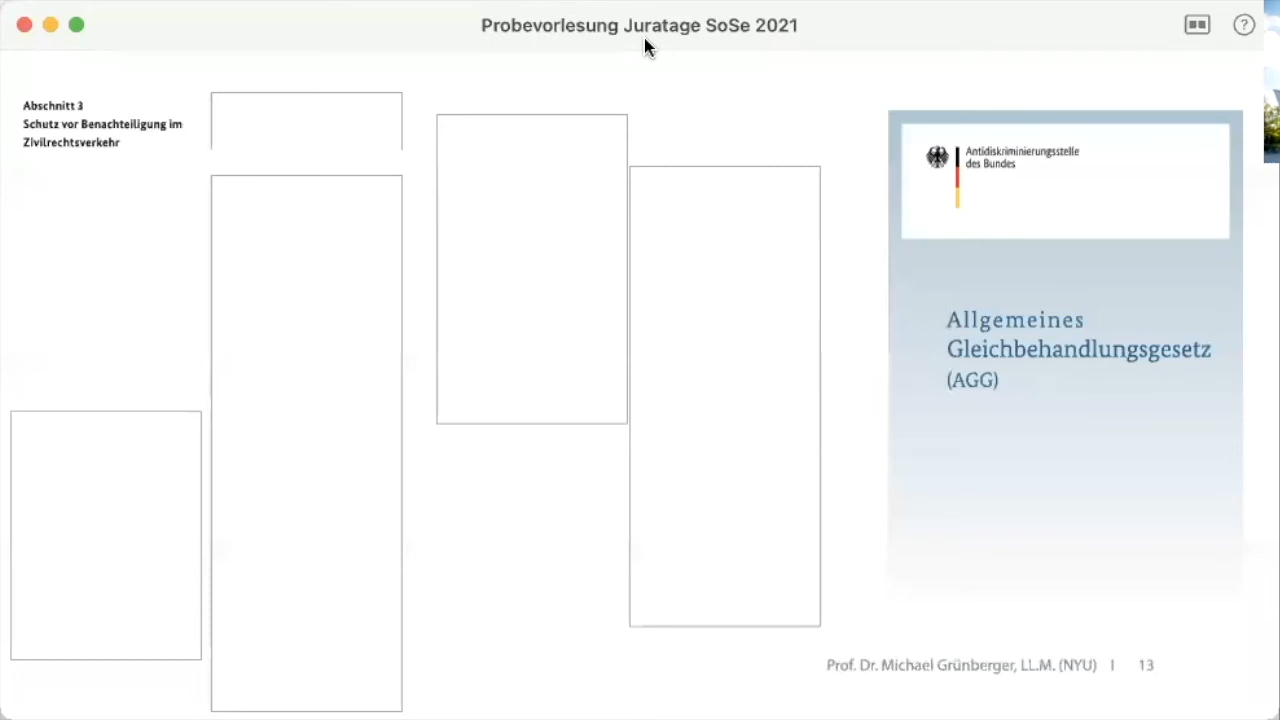 Probevorlesung Juratage SoSe 2021
Abschnitt 3
Schutz vor Benachteiligung im
Zivilrechtsverkehr
Antidiskriminierungsstelle
des Bundes
Allgemeines
Gleichbehandlungsgesetz
(AGG)
Prof. Dr. Michael Grünberger, LL.M. (NYU) I 13